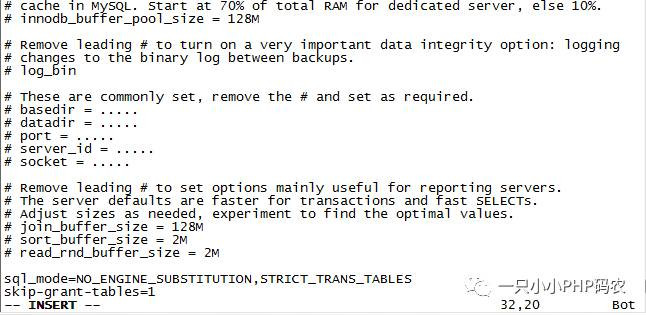 # cache in MySQL. Start at 70% of total RAM for dedicated server, else 10%.
# innodb_buffer_pool_size = 128M
# Remove leading # to turn on a very important data integrity option: logging
# changes to the binary log between backups.
# log_bin
# These are commonly set, remove the # and set as required.
# basedir = .....
# datadir = .....
# port = .....
# server_id = .....
# socket = .....
# Remove leading # to set options mainly useful for reporting servers.
# The server defaults are faster for transactions and fast SELECTs.
# Adjust sizes as needed, experiment to find the optimal values.
# join_buffer_size = 128M
# sort_buffer_size = 2M
# read_rnd_buffer_size = 2M
sql_mode=NO_ENGINE_SUBSTITUTION,STRICT_TRANS_TABLES
skip-grant-tables=1
一只小小PHP码农
-- INSERT -- 32,20 Bot